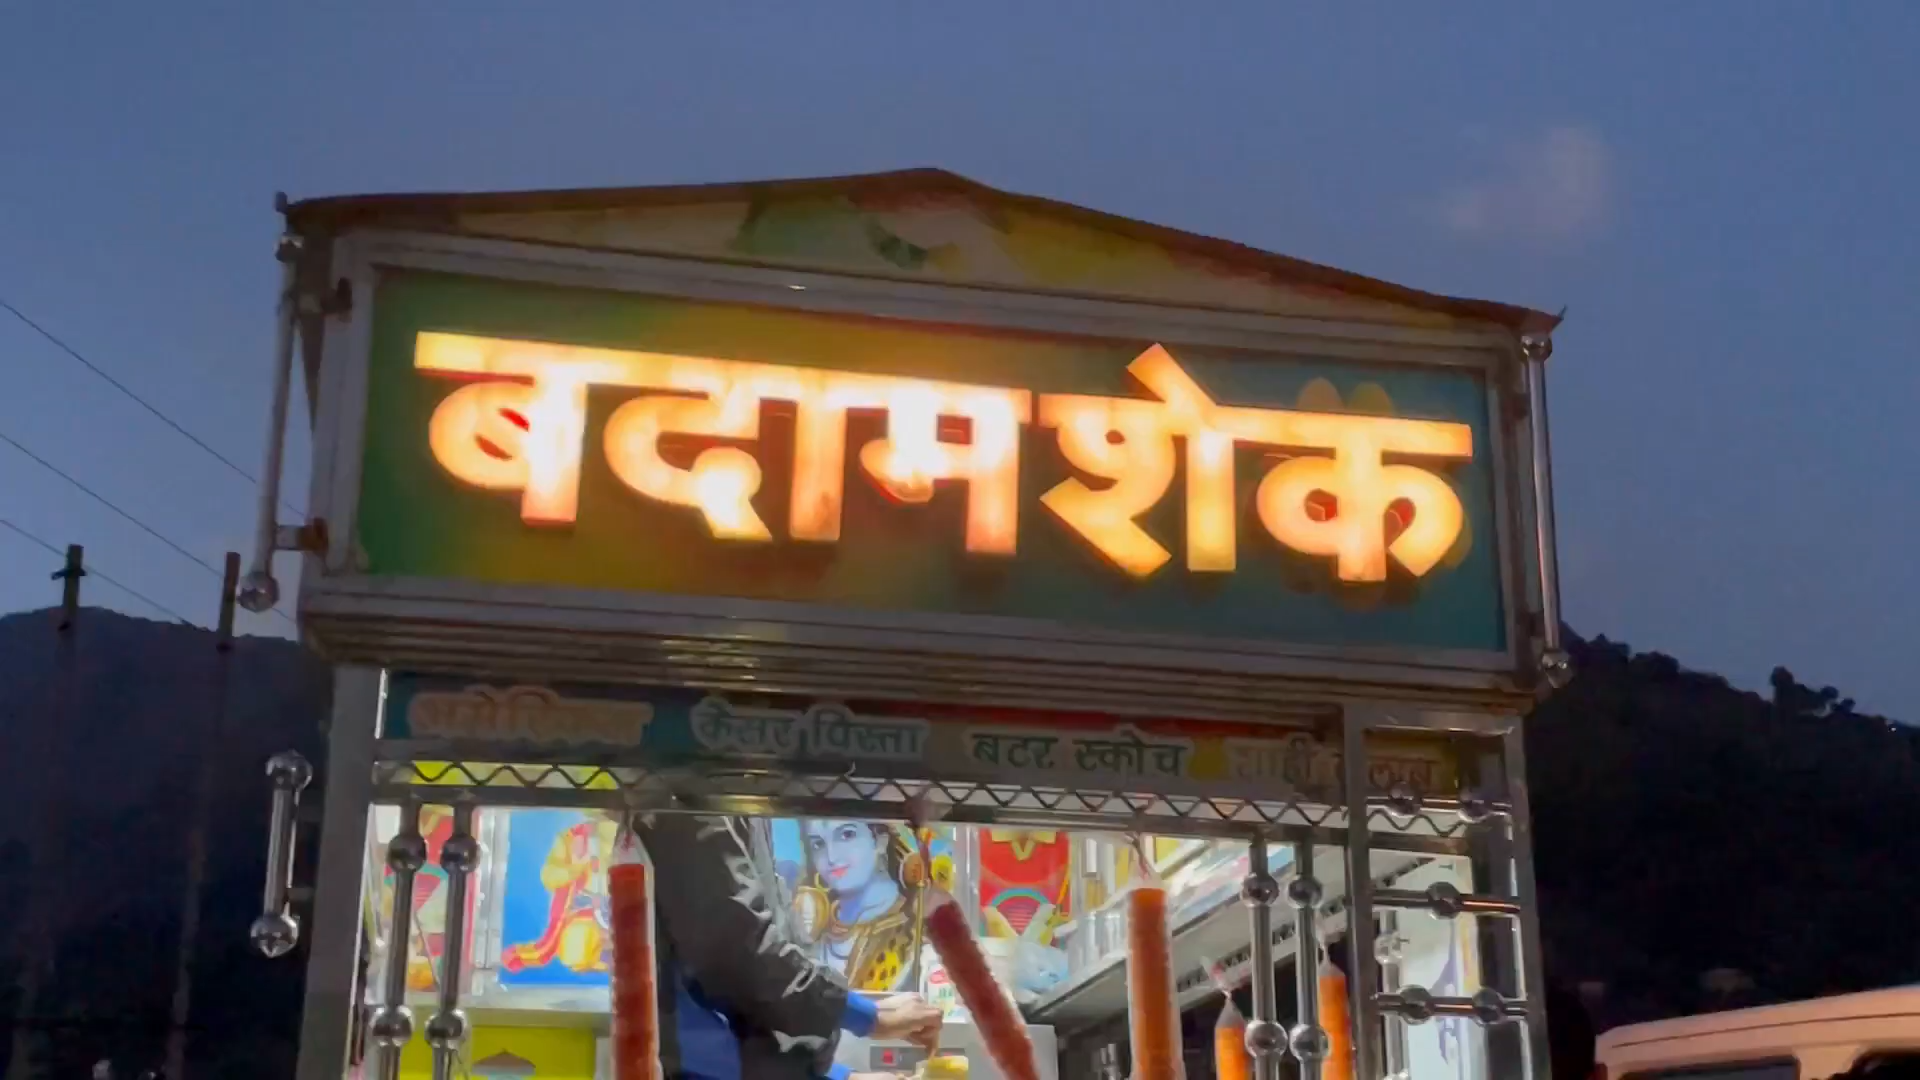 बदामशेक
केसर पिस्ता बटर स्कोच शाही गुलाब